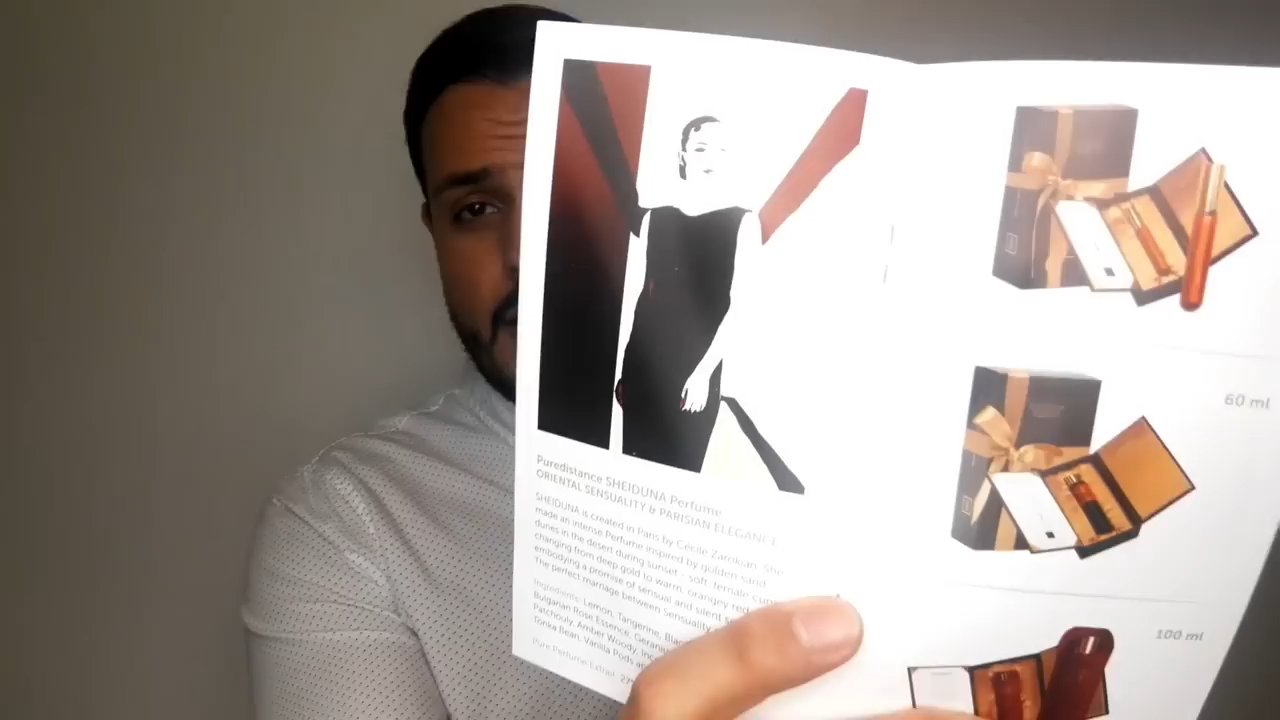 Puredistance SHEIDUNA Perfume
ORIENTAL SENSUALITY & PARISIAN ELEGANCE
SHEIDUNA is created in Paris by Cécile Zarokian. She
made an intense Perfume inspired by golden sand
dunes in the desert during sunset - soft, female
changing from deep gold to warm, orangey red
embodying a promise of sensual and silent
The perfect marriage between Sensuality
Ingredients: Lemon, Tangerine,
Bulgarian Rose Essence, Geranium
Patchouly, Amber Woody,
Tonka Bean, Vanilla Pods
Pure Perfume Extrait
60 ml
100 ml